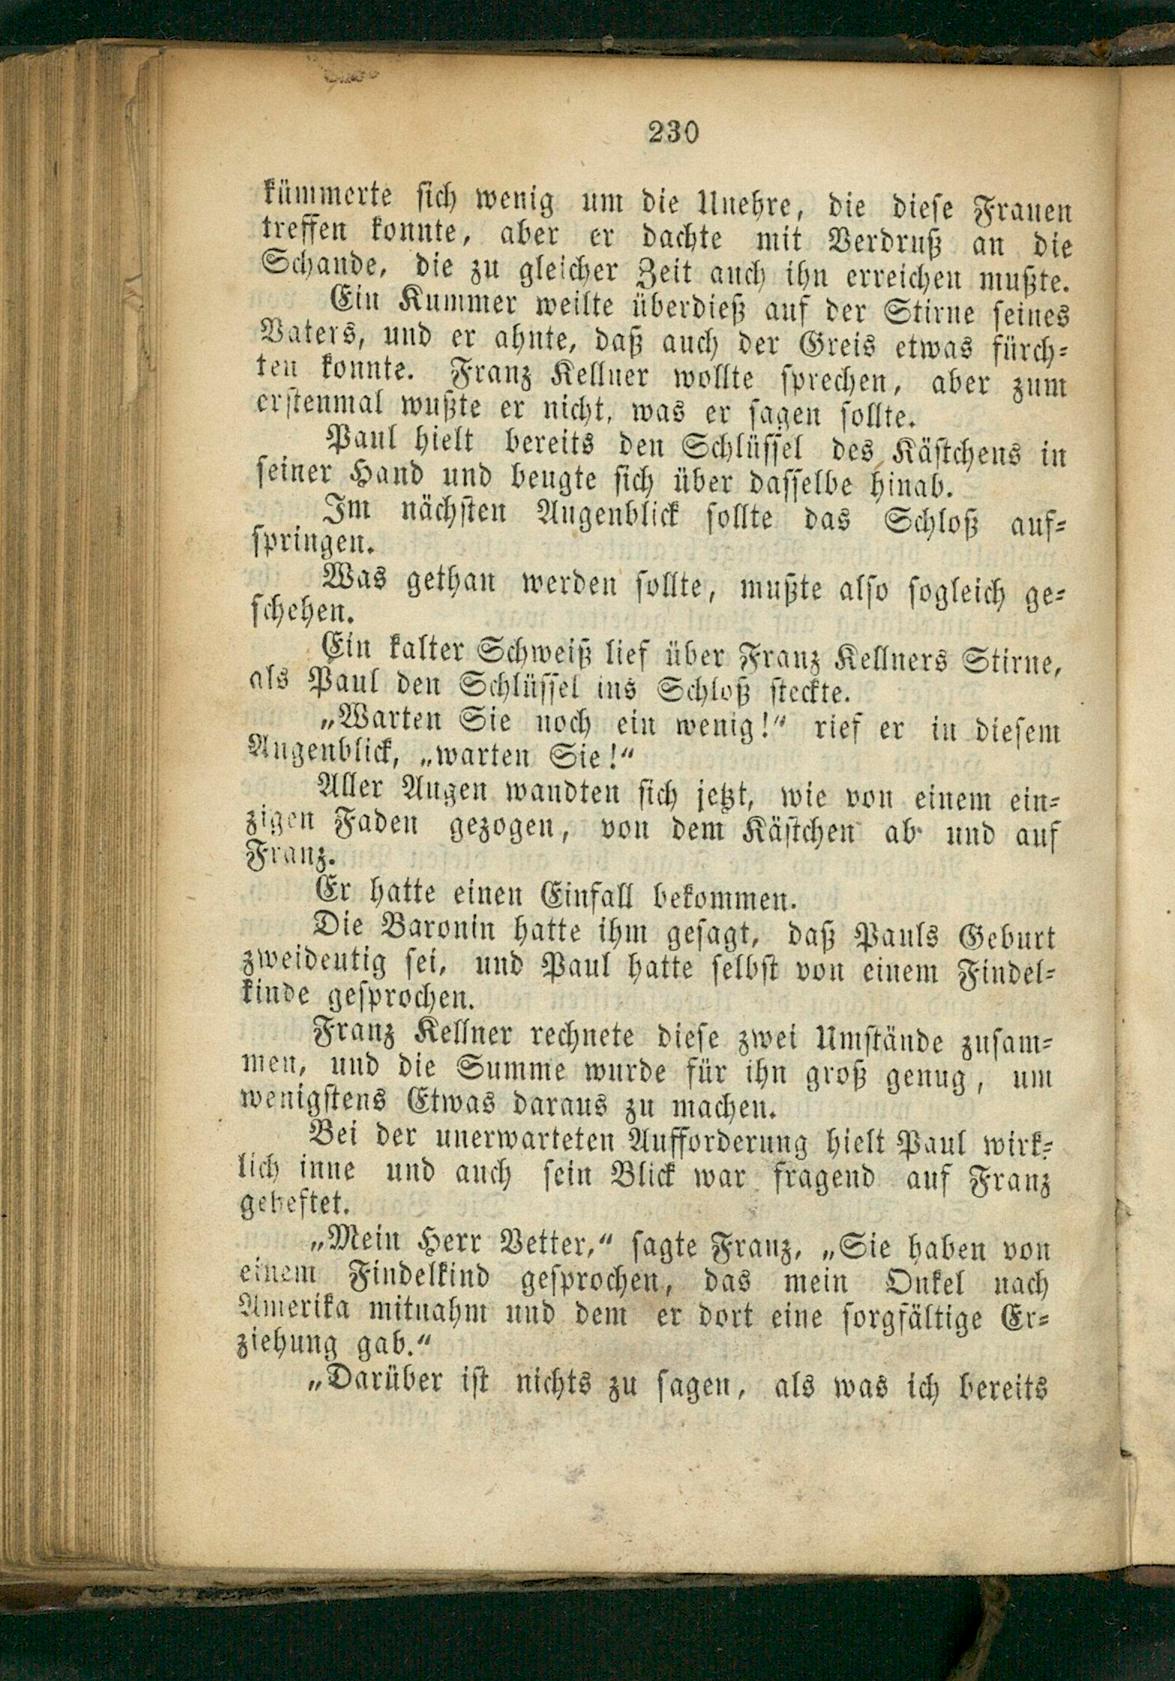 230
kümmerte sich wenig um die Unehre, die diese Frauen
treffen konnte, aber er dachte mit Verdruß an die
Schande, die zu gleicher Zeit auch ihn erreichen mußte.
Ein Kummer weilte überdieß auf der Stirne seines
Vaters, und er ahnte, daß auch der Greis etwas fürch-
ten konnte. Franz Kellner wollte sprechen, aber zum
erstenmal wußte er nicht, was er sagen sollte.
Paul hielt bereits den Schlüssel des Kästchens in
seiner Hand und beugte sich über dasselbe hinab.
Im nächsten Augenblick sollte das Schloß auf-
springen.
Was gethan werden sollte, mußte also sogleich ge-
schehen.
Ein kalter Schweiß lief über Franz Kellners Stirne,
als Paul den Schlüssel ins Schloß steckte.
„Warten Sie noch ein wenig!“ rief er in diesem
Augenblick, „warten Sie!“
Aller Augen wandten sich jetzt, wie von einem ein-
zigen Faden gezogen, von dem Kästchen ab und auf
Franz.
Er hatte einen Einfall bekommen.
Die Baronin hatte ihm gesagt, daß Pauls Geburt
zweideutig sei, und Paul hatte selbst von einem Findel-
kinde gesprochen.
Franz Kellner rechnete diese zwei Umstände zusam-
men, und die Summe wurde für ihn groß genug, um
wenigstens Etwas daraus zu machen.
Bei der unerwarteten Aufforderung hielt Paul wirk-
lich inne und auch sein Blick war fragend auf Franz
geheftet.
„Mein Herr Vetter,“ sagte Franz, „Sie haben von
einem Findelkind gesprochen, das mein Onkel nach
Amerika mitnahm und dem er dort eine sorgfältige Er-
ziehung gab.“
„Darüber ist nichts zu sagen, als was ich bereits